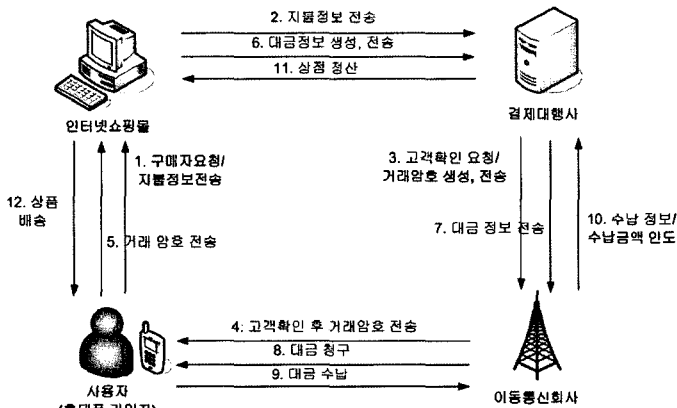 2. 지불정보 전송
6. 대금정보 생성, 전송
11. 상점 정산
인터넷쇼핑몰
결제대행사
1. 구매자요청/
지불정보전송
3. 고객확인 요청/
거래암호 생성, 전송
12. 상품
배송
5. 거래 암호 전송
7. 대금 정보 전송
10. 수납 정보/
수납금액 인도
4. 고객확인 후 거래암호 전송
8. 대금 청구
9. 대금 수납
사용자
이동통신회사
(휴대폰 가입자)